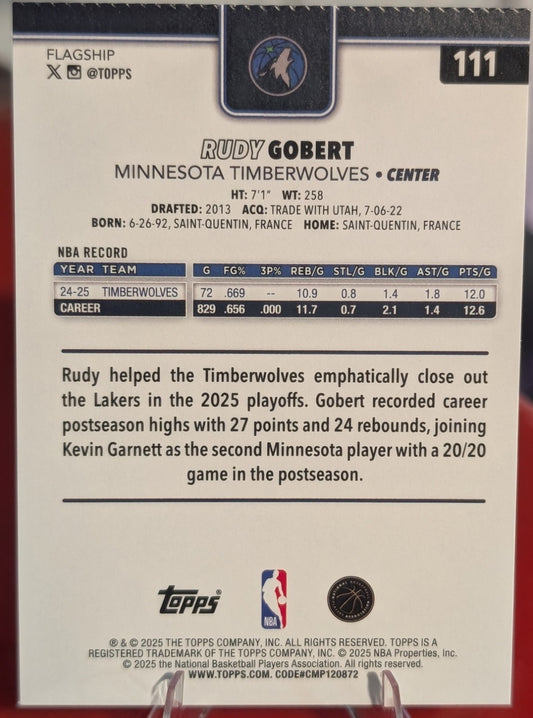 FLAGSHIP
X @TOPPS
111
RUDY GOBERT
MINNESOTA TIMBERWOLVES • CENTER
HT: 7'1" WT: 258
DRAFTED: 2013 ACQ: TRADE WITH UTAH, 7-06-22
BORN: 6-26-92, SAINT-QUENTIN, FRANCE HOME: SAINT-QUENTIN, FRANCE
NBA RECORD
YEAR TEAM G FG% 3P% REB/G STL/G BLK/G AST/G PTS/G
24-25 TIMBERWOLVES 72 .669 -- 10.9 0.8 1.4 1.8 12.0
CAREER 829 .656 .000 11.7 0.7 2.1 1.4 12.6
Rudy helped the Timberwolves emphatically close out
the Lakers in the 2025 playoffs. Gobert recorded career
postseason highs with 27 points and 24 rebounds, joining
Kevin Garnett as the second Minnesota player with a 20/20
game in the postseason.
topps®
NBA
® & © 2025 THE TOPPS COMPANY, INC. ALL RIGHTS RESERVED. TOPPS IS A
REGISTERED TRADEMARK OF THE TOPPS COMPANY, INC. © 2025 NBA Properties, Inc.
© 2025 the National Basketball Players Association. All rights reserved.
WWW.TOPPS.COM. CODE#CMP120872